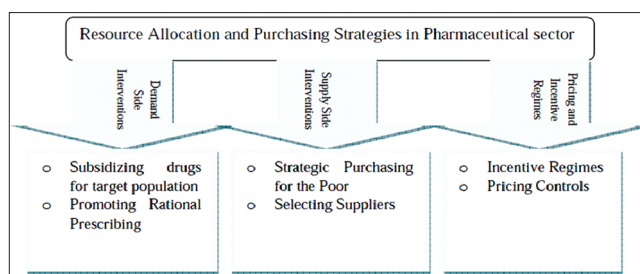 Resource Allocation and Purchasing Strategies in Pharmaceutical sector
Demand
Side
Interventions
Supply Side
Interventions
Pricing and
Incentive
Regimes
o Subsidizing drugs
for target population
o Promoting Rational
Prescribing
o Strategic Purchasing
for the Poor
o Selecting Suppliers
o Incentive Regimes
o Pricing Controls